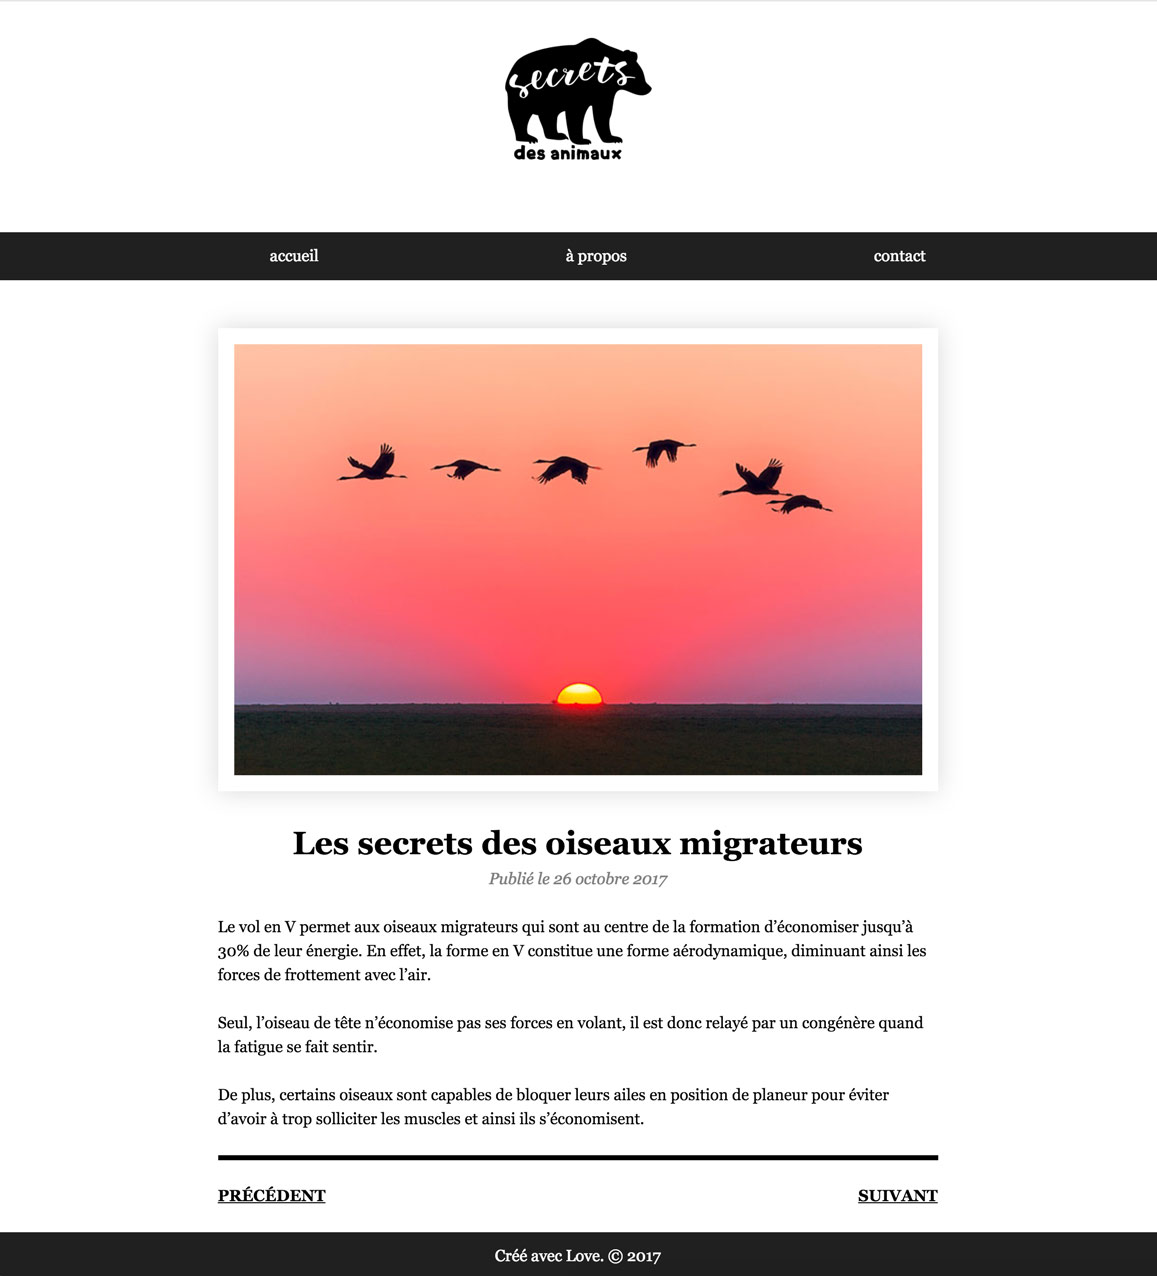 secrets
des animaux
accueil
à propos
contact
Les secrets des oiseaux migrateurs
Publié le 26 octobre 2017
Le vol en V permet aux oiseaux migrateurs qui sont au centre de la formation d’économiser jusqu’à
30% de leur énergie. En effet, la forme en V constitue une forme aérodynamique, diminuant ainsi les
forces de frottement avec l’air.
Seul, l’oiseau de tête n’économise pas ses forces en volant, il est donc relayé par un congénère quand
la fatigue se fait sentir.
De plus, certains oiseaux sont capables de bloquer leurs ailes en position de planeur pour éviter
d’avoir à trop solliciter les muscles et ainsi ils s’économisent.
PRÉCÉDENT
SUIVANT
Créé avec Love. © 2017